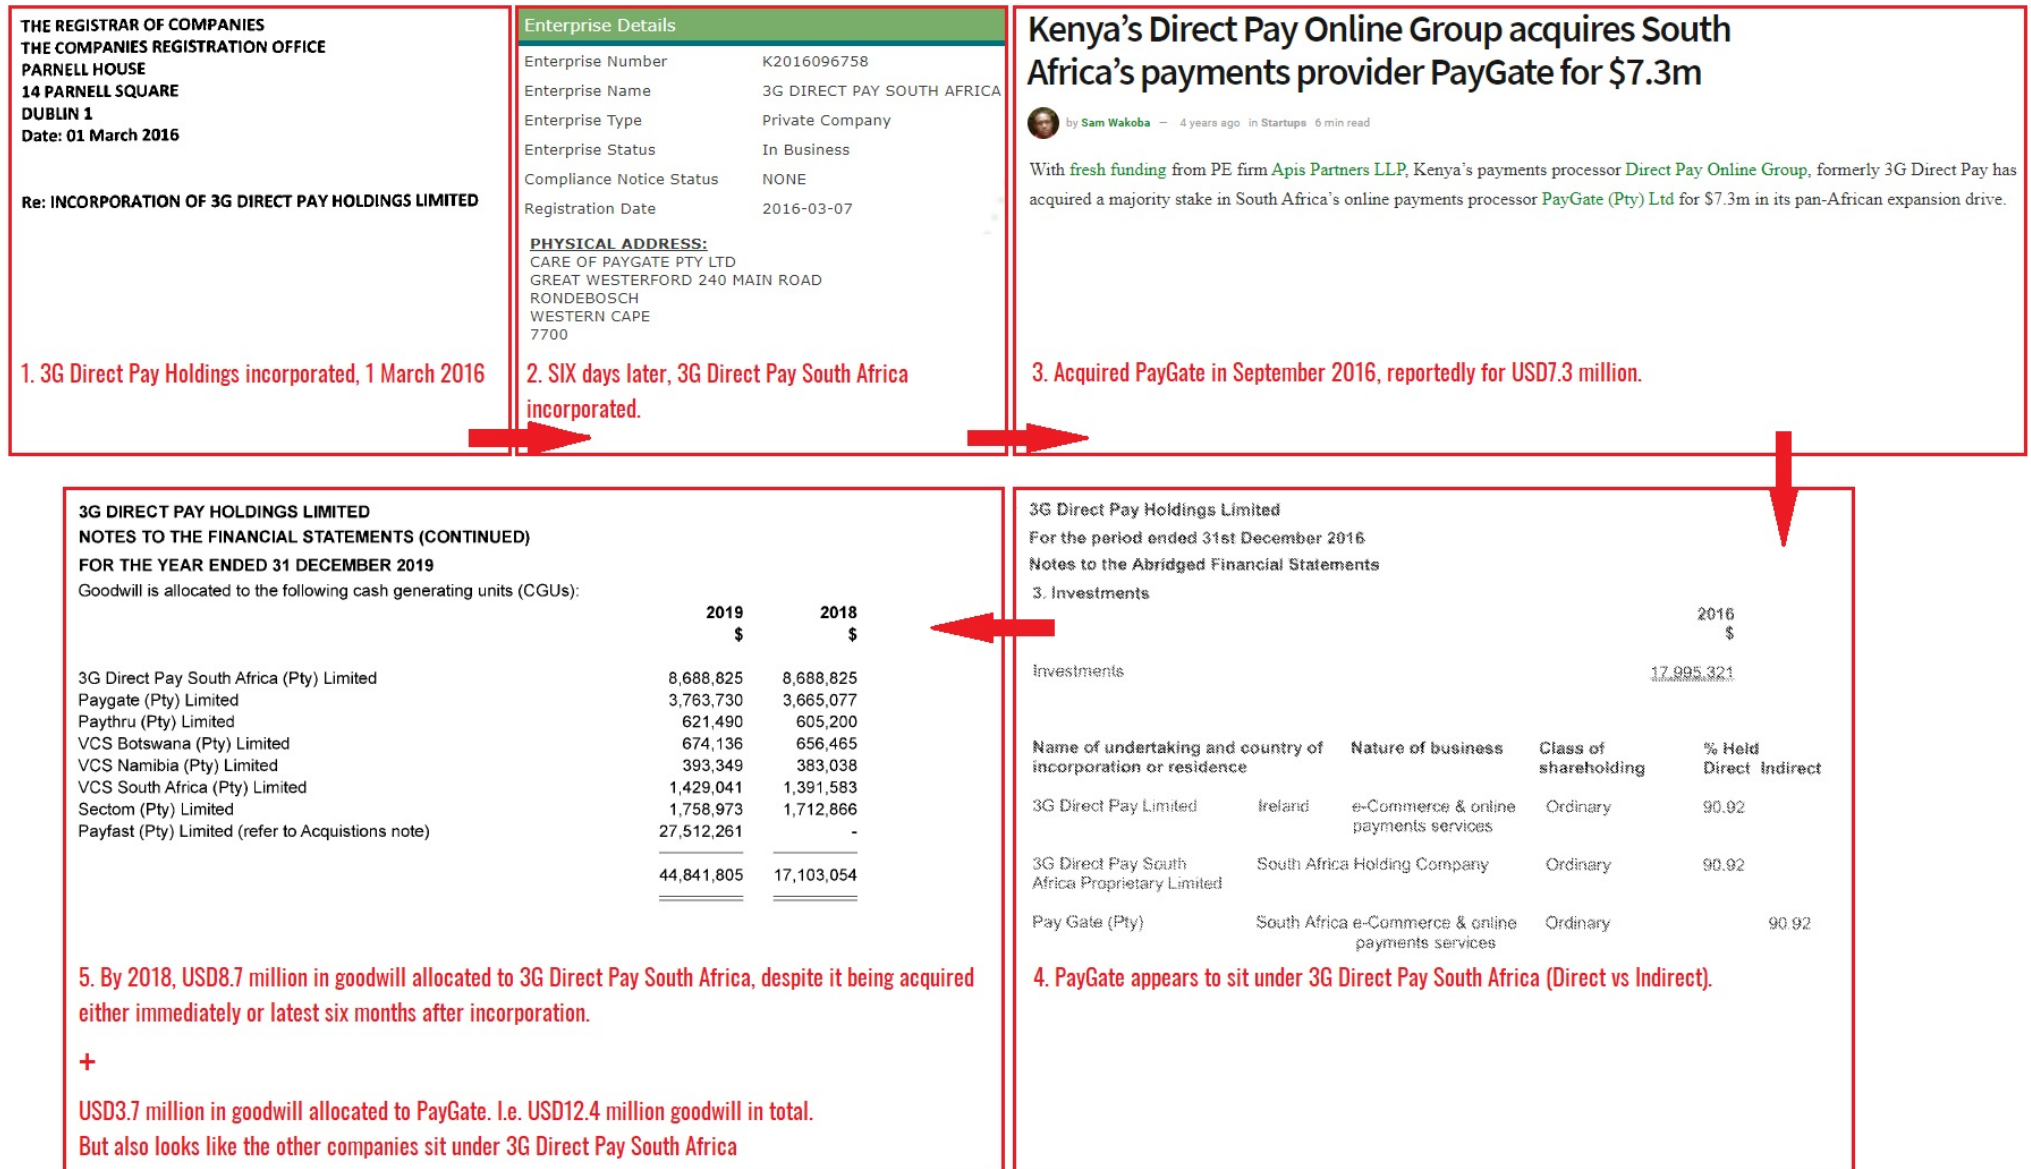 THE REGISTRAR OF COMPANIES
THE COMPANIES REGISTRATION OFFICE
PARNELL HOUSE
14 PARNELL SQUARE
DUBLIN 1
Date: 01 March 2016
Re: INCORPORATION OF 3G DIRECT PAY HOLDINGS LIMITED
1. 3G Direct Pay Holdings incorporated, 1 March 2016
Enterprise Details
Enterprise Number K2016096758
Enterprise Name 3G DIRECT PAY SOUTH AFRICA
Enterprise Type Private Company
Enterprise Status In Business
Compliance Notice Status NONE
Registration Date 2016-03-07
PHYSICAL ADDRESS:
CARE OF PAYGATE PTY LTD
GREAT WESTERFORD 240 MAIN ROAD
RONDEBOSCH
WESTERN CAPE
7700
2. SIX days later, 3G Direct Pay South Africa
incorporated.
Kenya's Direct Pay Online Group acquires South
Africa's payments provider PayGate for $7.3m
by Sam Wakoba — 4 years ago in Startups 6 min read
With fresh funding from PE firm Apis Partners LLP, Kenya's payments processor Direct Pay Online Group, formerly 3G Direct Pay has
acquired a majority stake in South Africa's online payments processor PayGate (Pty) Ltd for $7.3m in its pan-African expansion drive.
3. Acquired PayGate in September 2016, reportedly for USD7.3 million.
3G Direct Pay Holdings Limited
For the period ended 31st December 2016
Notes to the Abridged Financial Statements
3. Investments
2016
$
Investments 17,995,321
Name of undertaking and country of Nature of business Class of % Held
incorporation or residence shareholding Direct Indirect
3G Direct Pay Limited Ireland e-Commerce & online Ordinary 90.92
payments services
3G Direct Pay South South Africa Holding Company Ordinary 90.92
Africa Proprietary Limited
Pay Gate (Pty) South Africa e-Commerce & online Ordinary 90.92
payments services
4. PayGate appears to sit under 3G Direct Pay South Africa (Direct vs Indirect).
3G DIRECT PAY HOLDINGS LIMITED
NOTES TO THE FINANCIAL STATEMENTS (CONTINUED)
FOR THE YEAR ENDED 31 DECEMBER 2019
Goodwill is allocated to the following cash generating units (CGUs):
2019 2018
$ $
3G Direct Pay South Africa (Pty) Limited 8,688,825 8,688,825
Paygate (Pty) Limited 3,763,730 3,665,077
Paythru (Pty) Limited 621,490 605,200
VCS Botswana (Pty) Limited 674,136 656,465
VCS Namibia (Pty) Limited 393,349 383,038
VCS South Africa (Pty) Limited 1,429,041 1,391,583
Sectom (Pty) Limited 1,758,973 1,712,866
Payfast (Pty) Limited (refer to Acquistions note) 27,512,261 -
44,841,805 17,103,054
5. By 2018, USD8.7 million in goodwill allocated to 3G Direct Pay South Africa, despite it being acquired
either immediately or latest six months after incorporation.
+
USD3.7 million in goodwill allocated to PayGate. I.e. USD12.4 million goodwill in total.
But also looks like the other companies sit under 3G Direct Pay South Africa